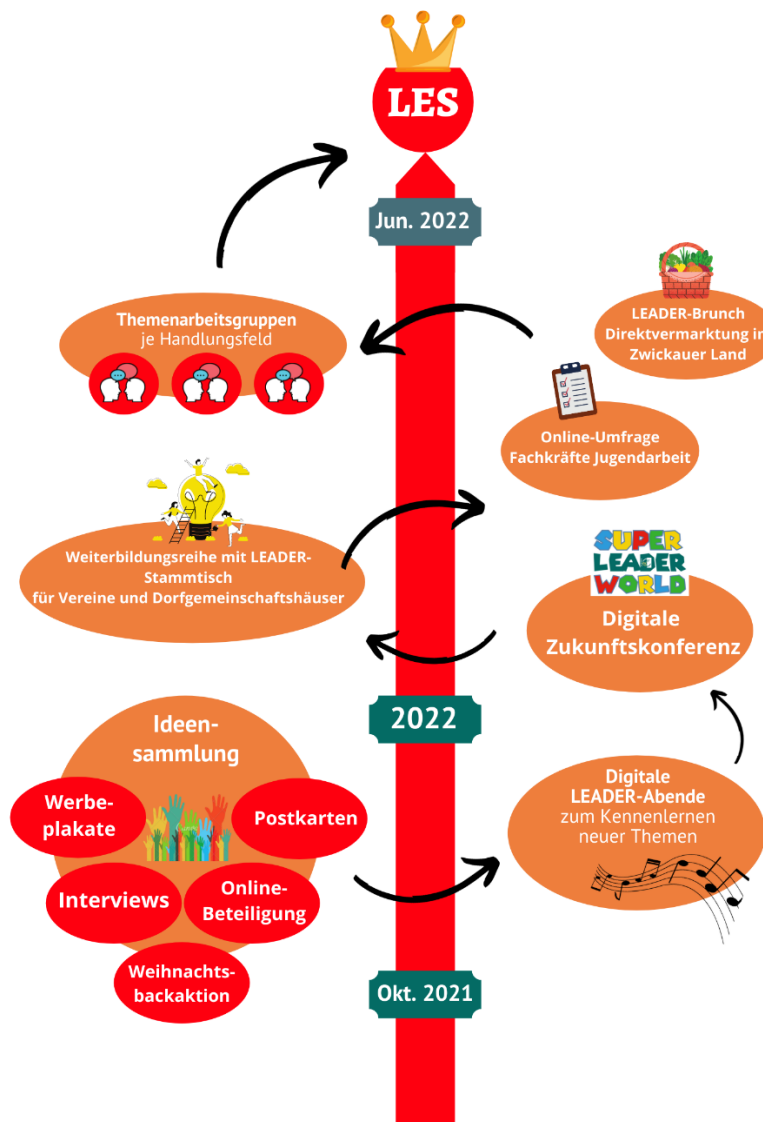 LES
Jun. 2022
LEADER-Brunch
Direktvermarktung im
Zwickauer Land
Themenarbeitsgruppen
je Handlungsfeld
Online-Umfrage
Fachkräfte Jugendarbeit
Weiterbildungsreihe mit LEADER-
Stammtisch
für Vereine und Dorfgemeinschaftshäuser
SUPER
LEADER
WORLD
Digitale
Zukunftskonferenz
2022
Ideen-
sammlung
Werbe-
plakate
Postkarten
Interviews
Online-
Beteiligung
Weihnachts-
backaktion
Digitale
LEADER-Abende
zum Kennenlernen
neuer Themen
Okt. 2021